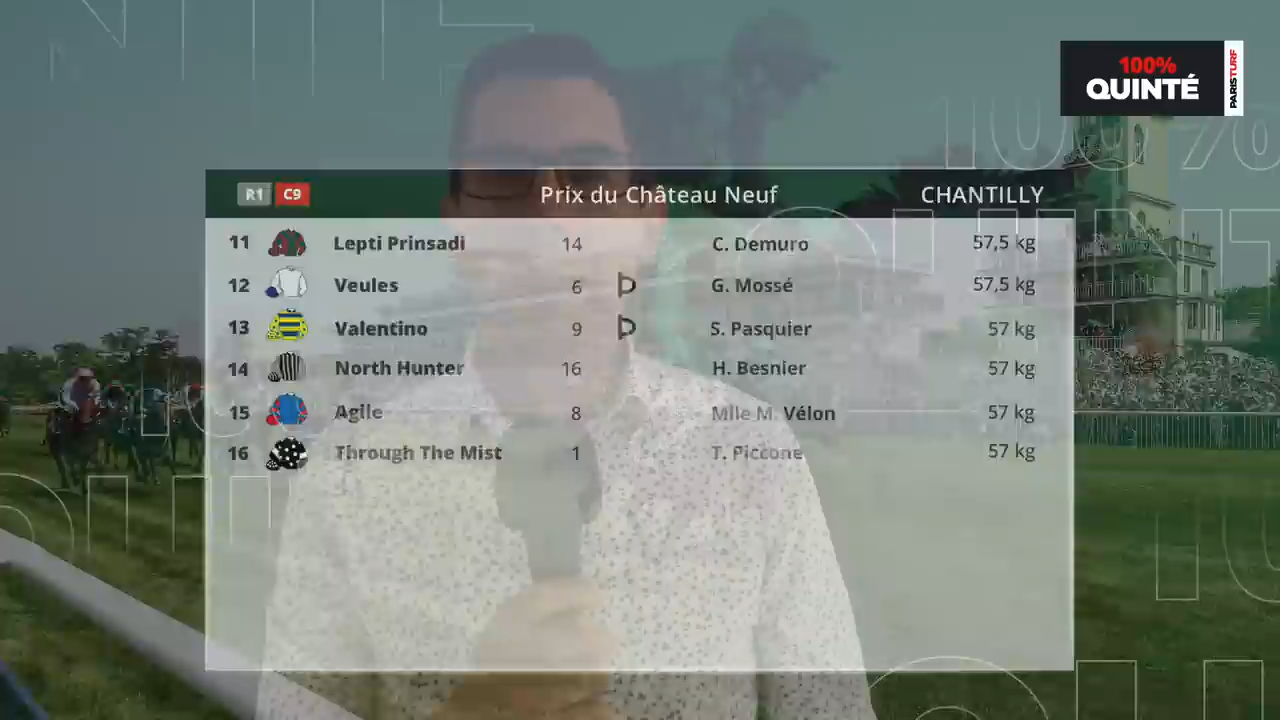 100%
QUINTÉ
PARISTURF
R1 C9 Prix du Château Neuf CHANTILLY
11 Lepti Prinsadi 14 C. Demuro 57,5 kg
12 Veules 6 G. Mossé 57,5 kg
13 Valentino 9 S. Pasquier 57 kg
14 North Hunter 16 H. Besnier 57 kg
15 Agile 8 Mlle M. Vélon 57 kg
16 Through The Mist 1 T. Piccone 57 kg